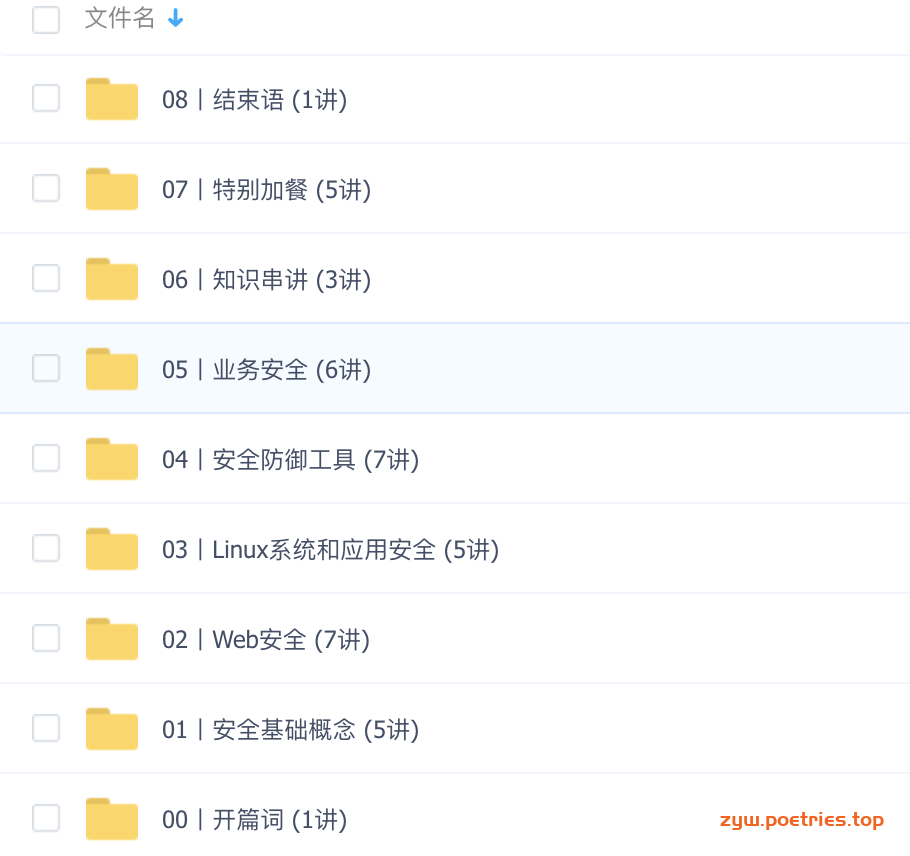 文件名
08丨结束语 (1讲)
07丨特别加餐 (5讲)
06丨知识串讲 (3讲)
05丨业务安全 (6讲)
04丨安全防御工具 (7讲)
03丨Linux系统和应用安全 (5讲)
02丨Web安全 (7讲)
01丨安全基础概念 (5讲)
00丨开篇词 (1讲)
zyw.poetries.top